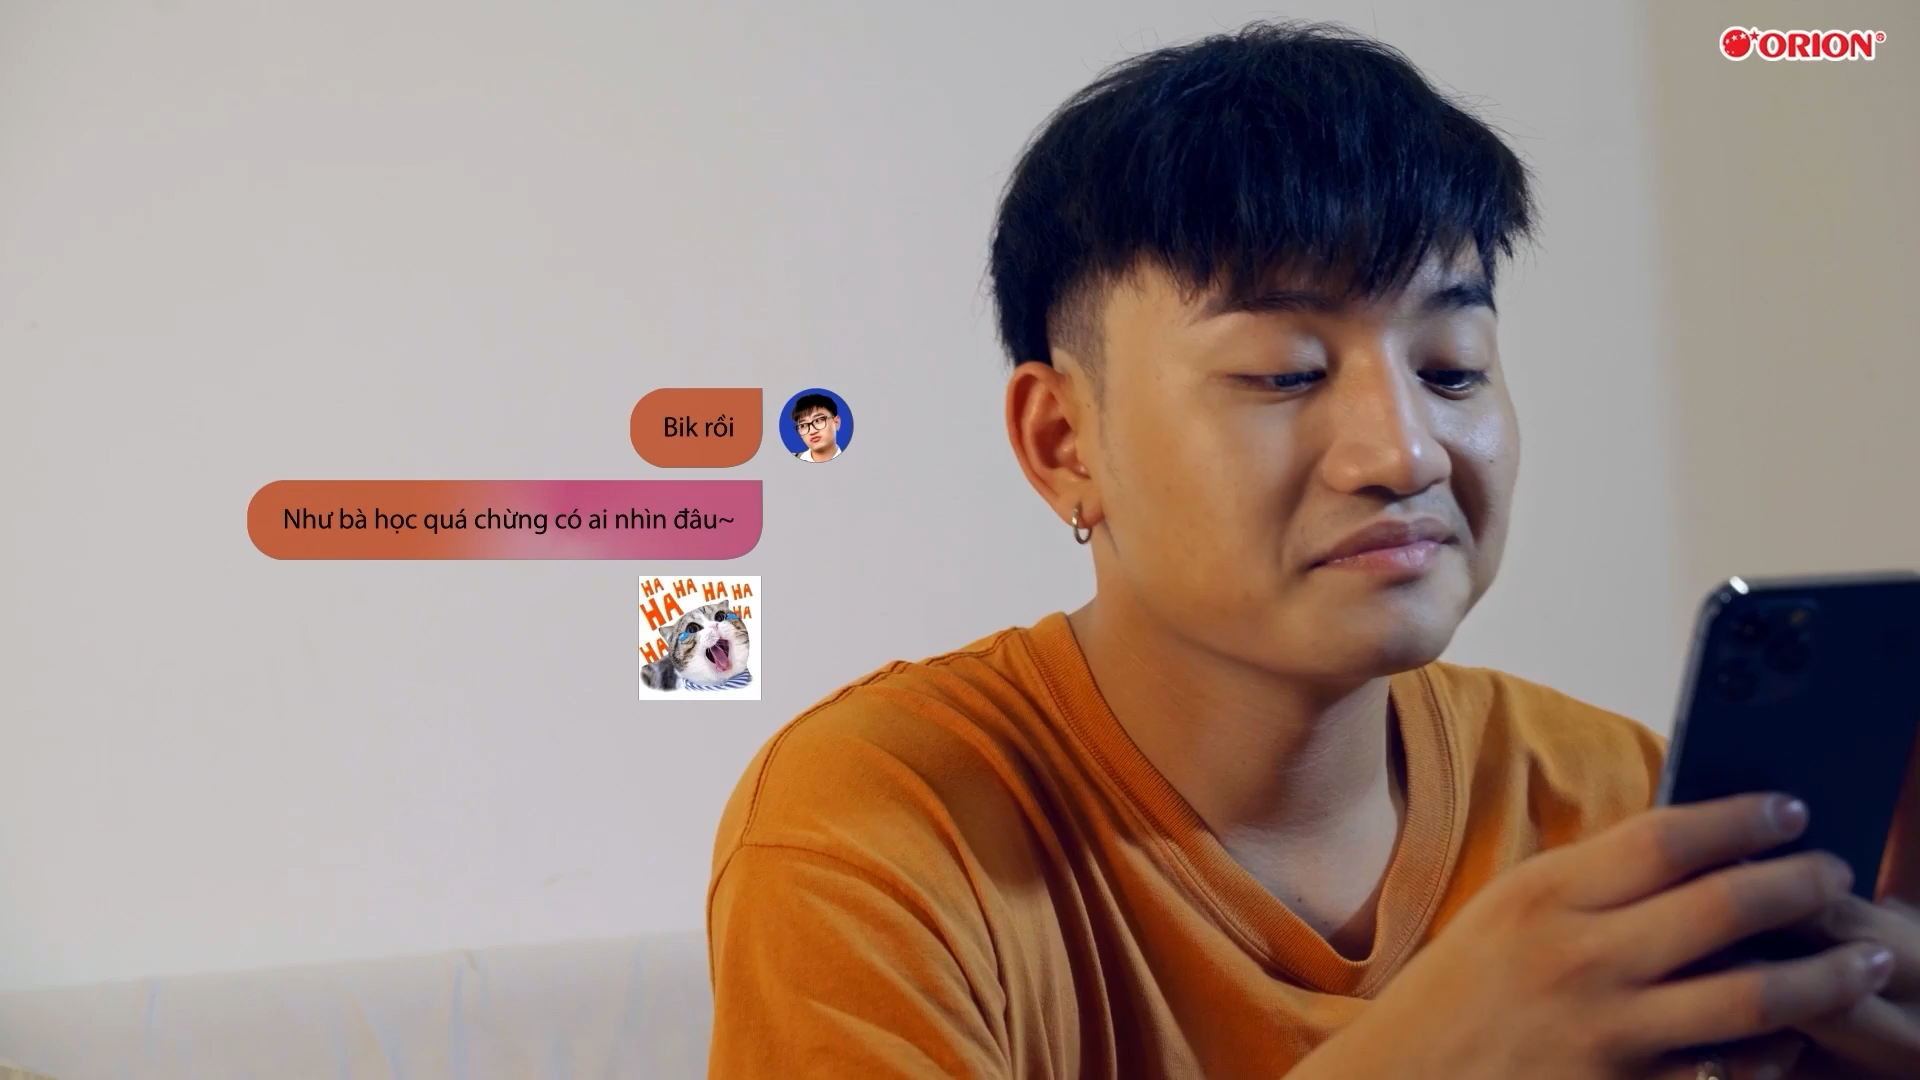 ORION
Bik rồi
Như bà học quá chừng có ai nhìn đâu~
HA HA HA HA
HA HA
HA